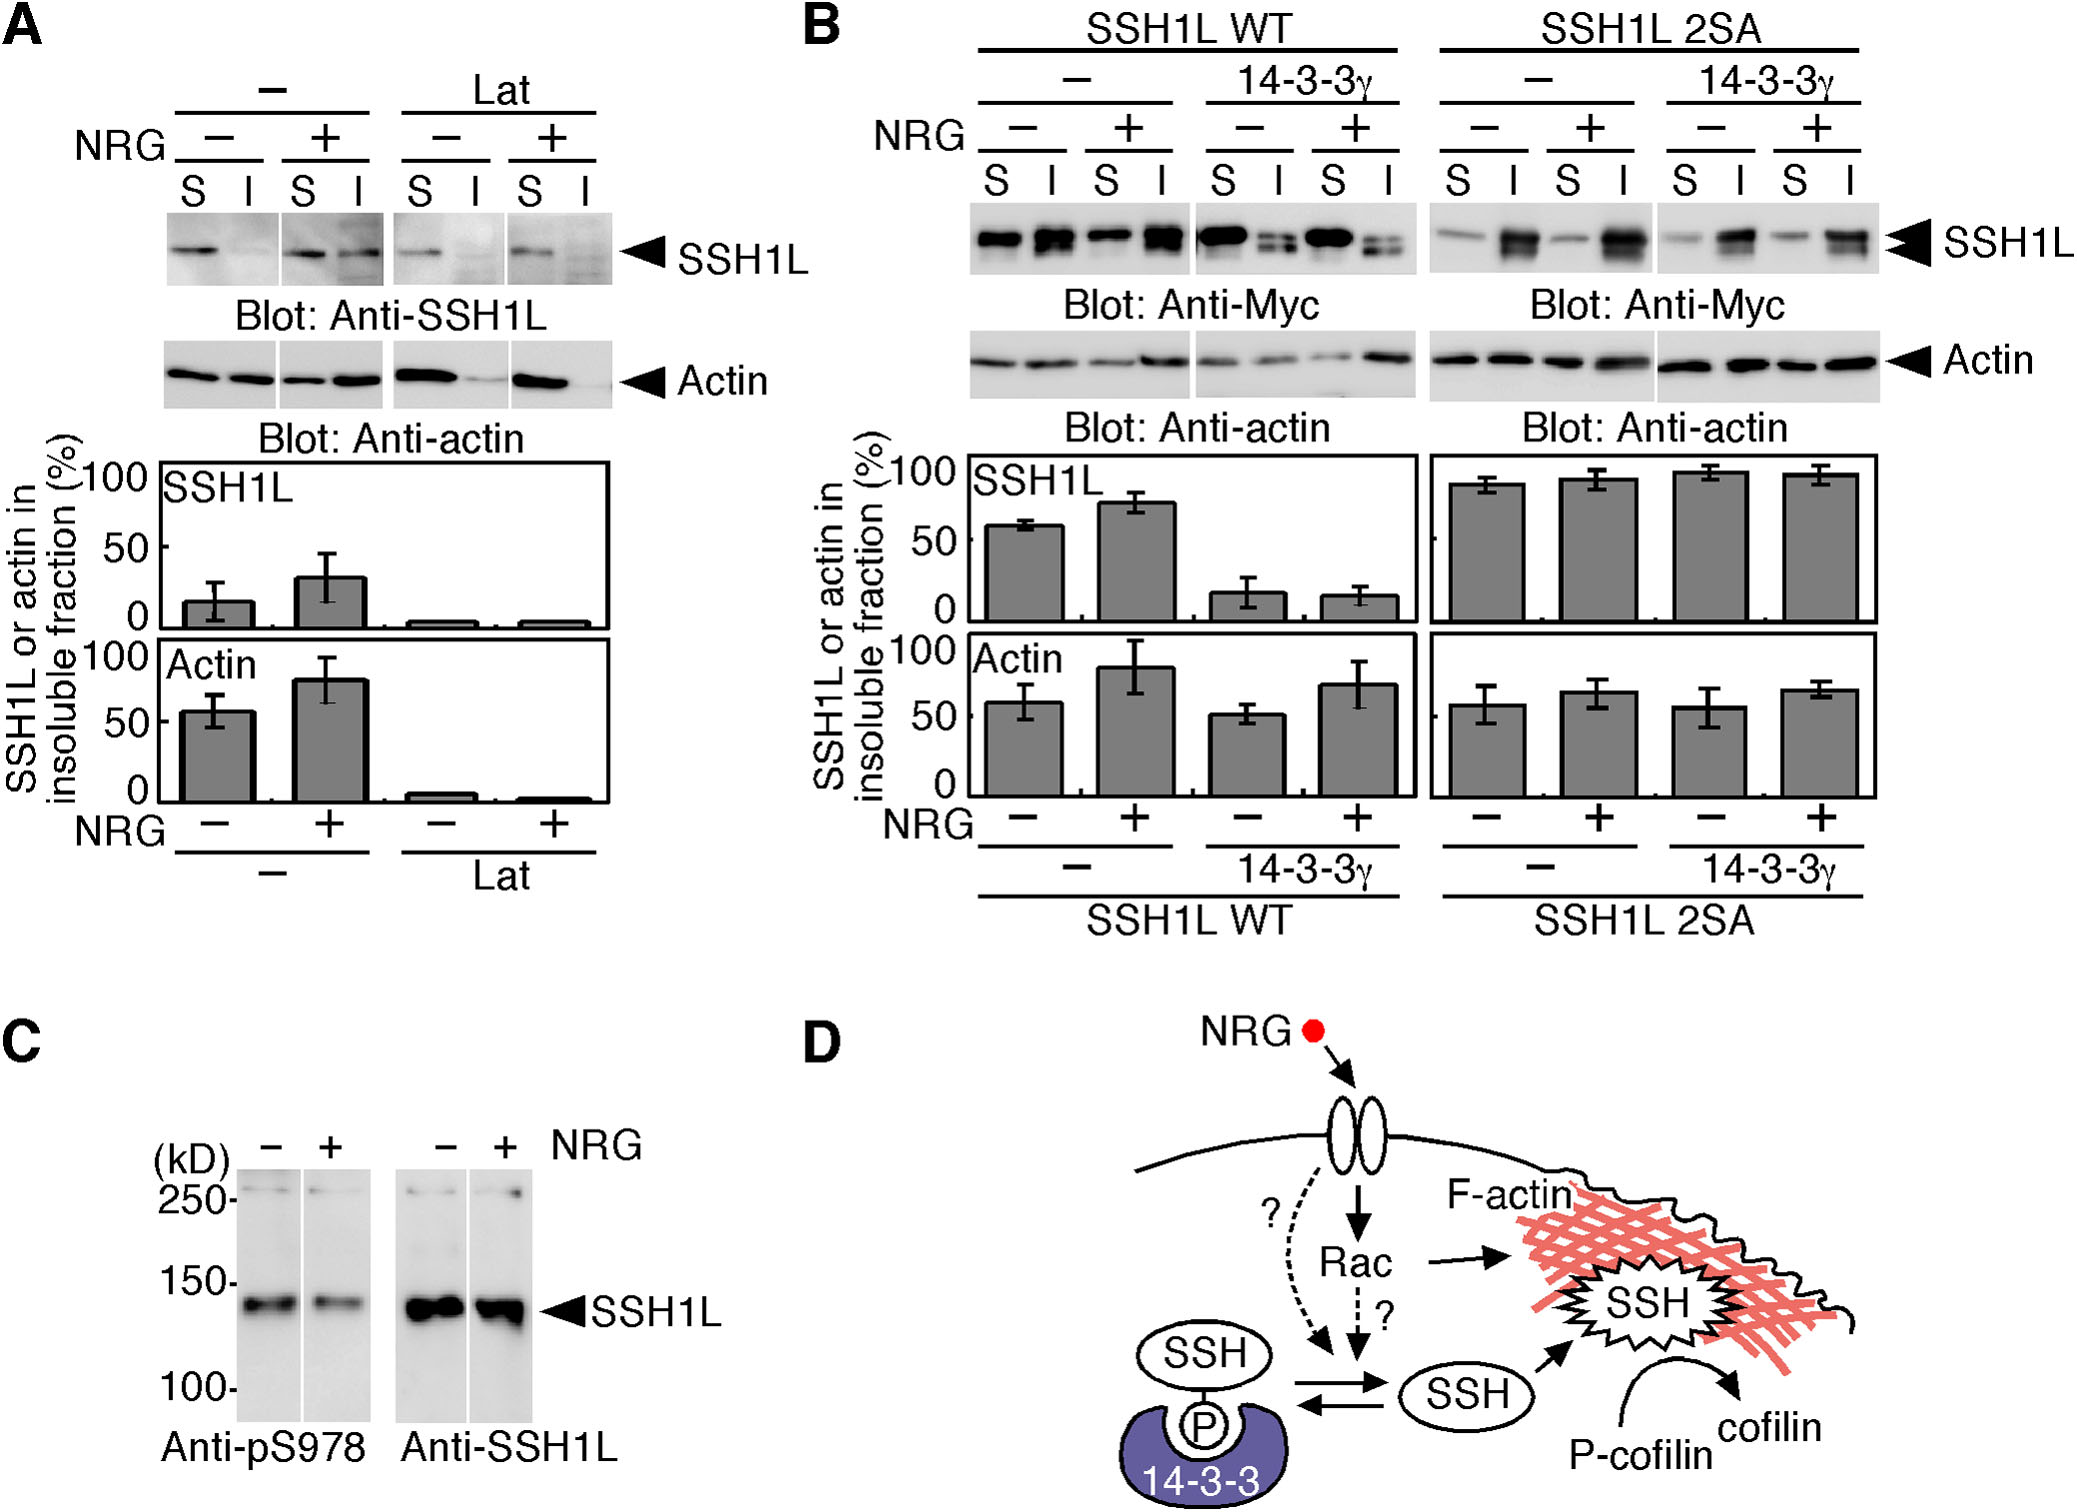 A
− Lat
NRG − + − +
S I S I S I S I
SSH1L
Blot: Anti-SSH1L
Actin
Blot: Anti-actin
SSH1L or actin in
insoluble fraction (%)
SSH1L
100
50
0
Actin
100
50
0
NRG − + − +
− Lat
B
SSH1L WT SSH1L 2SA
− 14-3-3γ − 14-3-3γ
NRG − + − + − + − +
S I S I S I S I S I S I S I S I
SSH1L
Blot: Anti-Myc Blot: Anti-Myc
Actin
Blot: Anti-actin Blot: Anti-actin
SSH1L or actin in
insoluble fraction (%)
SSH1L
100
50
0
Actin
100
50
0
NRG − + − + − + − +
− 14-3-3γ − 14-3-3γ
SSH1L WT SSH1L 2SA
C
(kD) − + − + NRG
250-
150-
SSH1L
100-
Anti-pS978 Anti-SSH1L
D
NRG
F-actin
?
Rac
?
SSH
SSH
SSH
P
14-3-3
P-cofilin cofilin